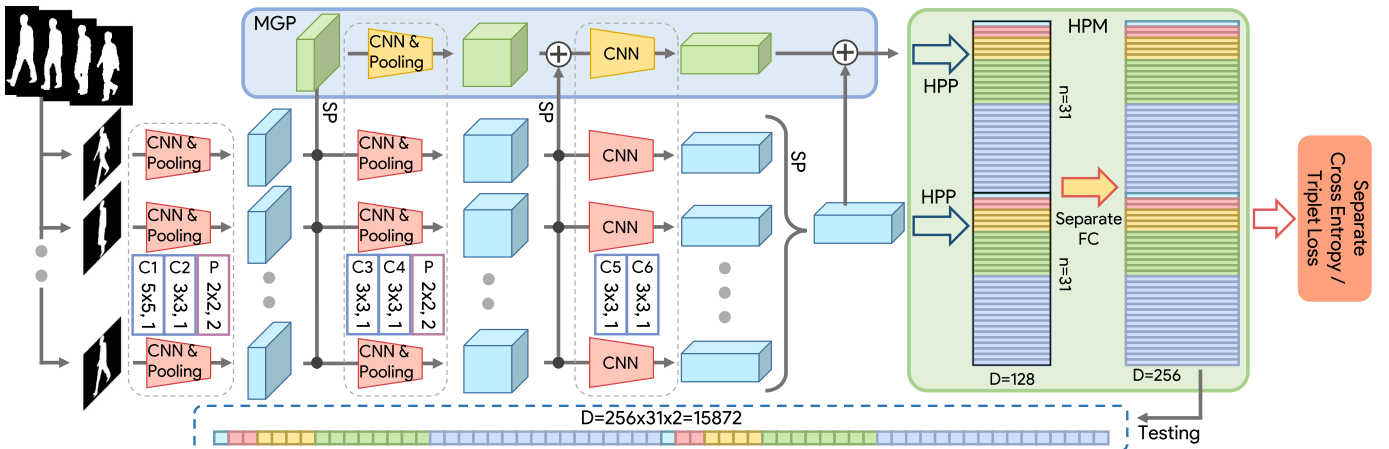 MGP
CNN &
Pooling
CNN
HPM
HPP
n=31
SP
SP
CNN &
Pooling
CNN &
Pooling
CNN
SP
CNN &
Pooling
CNN &
Pooling
CNN
HPP
Separate
FC
n=31
Separate
Cross Entropy /
Triplet Loss
C1 5x5, 1
C2 3x3, 1
P 2x2, 2
C3 3x3, 1
C4 3x3, 1
P 2x2, 2
C5 3x3, 1
C6 3x3, 1
CNN &
Pooling
CNN &
Pooling
CNN
D=128
D=256
D=256x31x2=15872
Testing